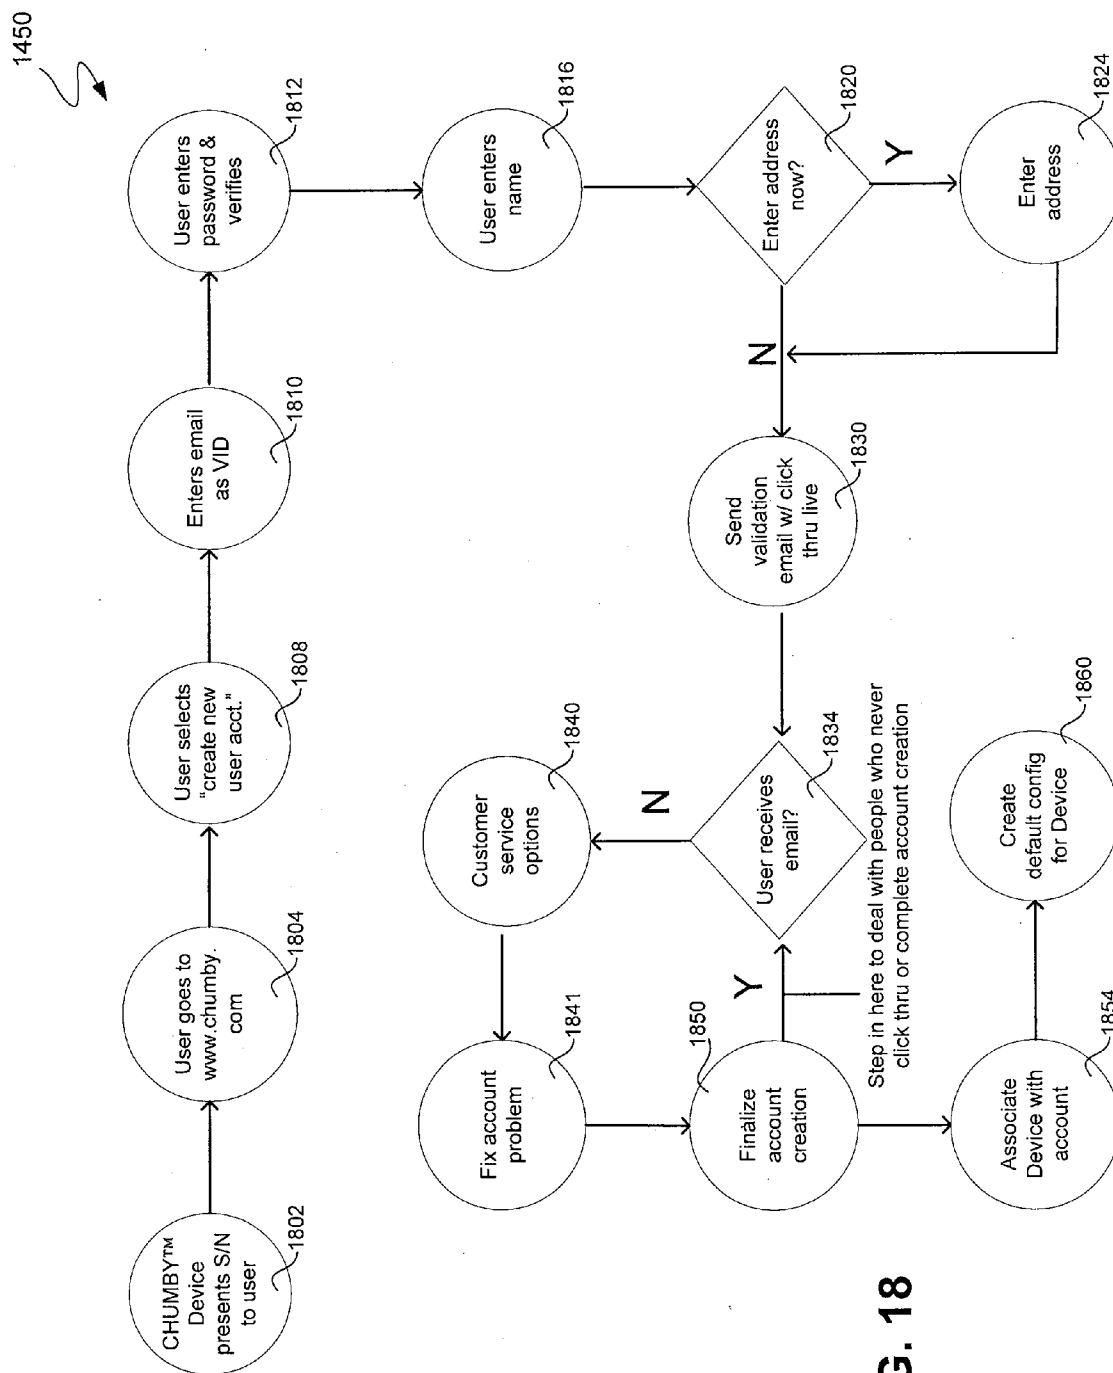 1450
CHUMBY™
Device
presents S/N
to user
1802
User goes to
www.chumby.
com
1804
User selects
“create new
user acct.”
1808
Enters email
as VID
1810
User enters
password &
verifies
1812
User enters
name
1816
Enter address
now?
1820
Y
Enter
address
1824
N
Send
validation
email w/ click
thru live
1830
User receives
email?
1834
N
Customer
service
options
1840
Fix account
problem
1841
Y
Finalize
account
creation
1850
Step in here to deal with people who never
click thru or complete account creation
Associate
Device with
account
1854
Create
default config
for Device
1860
G. 18